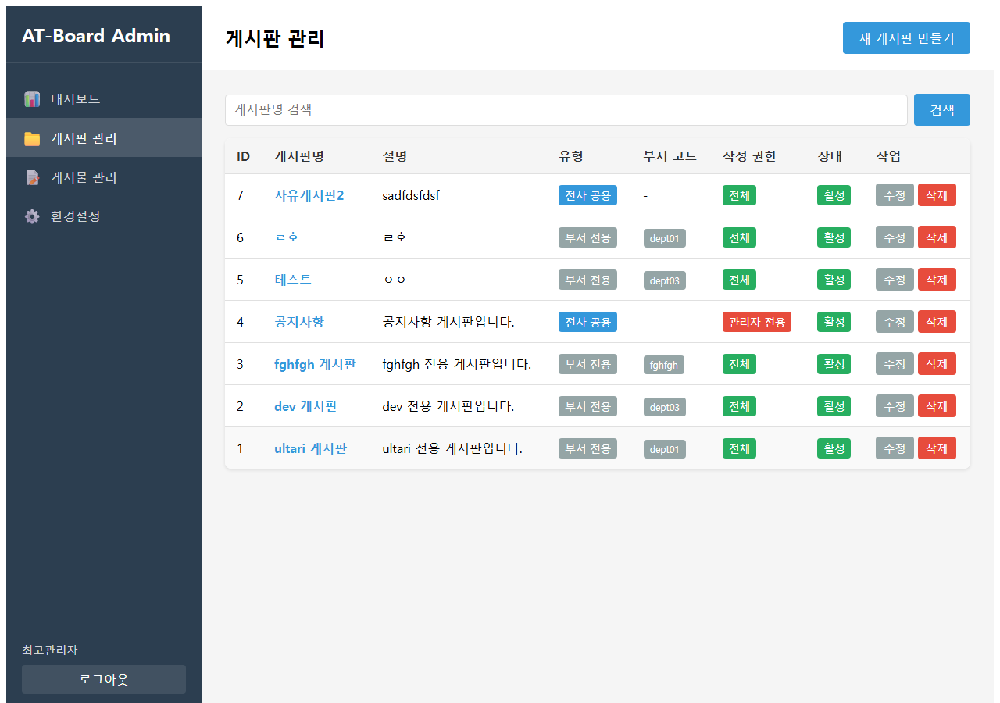 AT-Board Admin
대시보드
게시판 관리
게시물 관리
환경설정
최고관리자
로그아웃
게시판 관리
새 게시판 만들기
게시판명 검색
검색
ID 게시판명 설명 유형 부서 코드 작성 권한 상태 작업
7 자유게시판2 sadfdsfdsf 전사 공용 - 전체 활성 수정 삭제
6 ㄹ호 ㄹ호 부서 전용 dept01 전체 활성 수정 삭제
5 테스트 ㅇㅇ 부서 전용 dept03 전체 활성 수정 삭제
4 공지사항 공지사항 게시판입니다. 전사 공용 - 관리자 전용 활성 수정 삭제
3 fghfgh 게시판 fghfgh 전용 게시판입니다. 부서 전용 fghfgh 전체 활성 수정 삭제
2 dev 게시판 dev 전용 게시판입니다. 부서 전용 dept03 전체 활성 수정 삭제
1 ultari 게시판 ultari 전용 게시판입니다. 부서 전용 dept01 전체 활성 수정 삭제